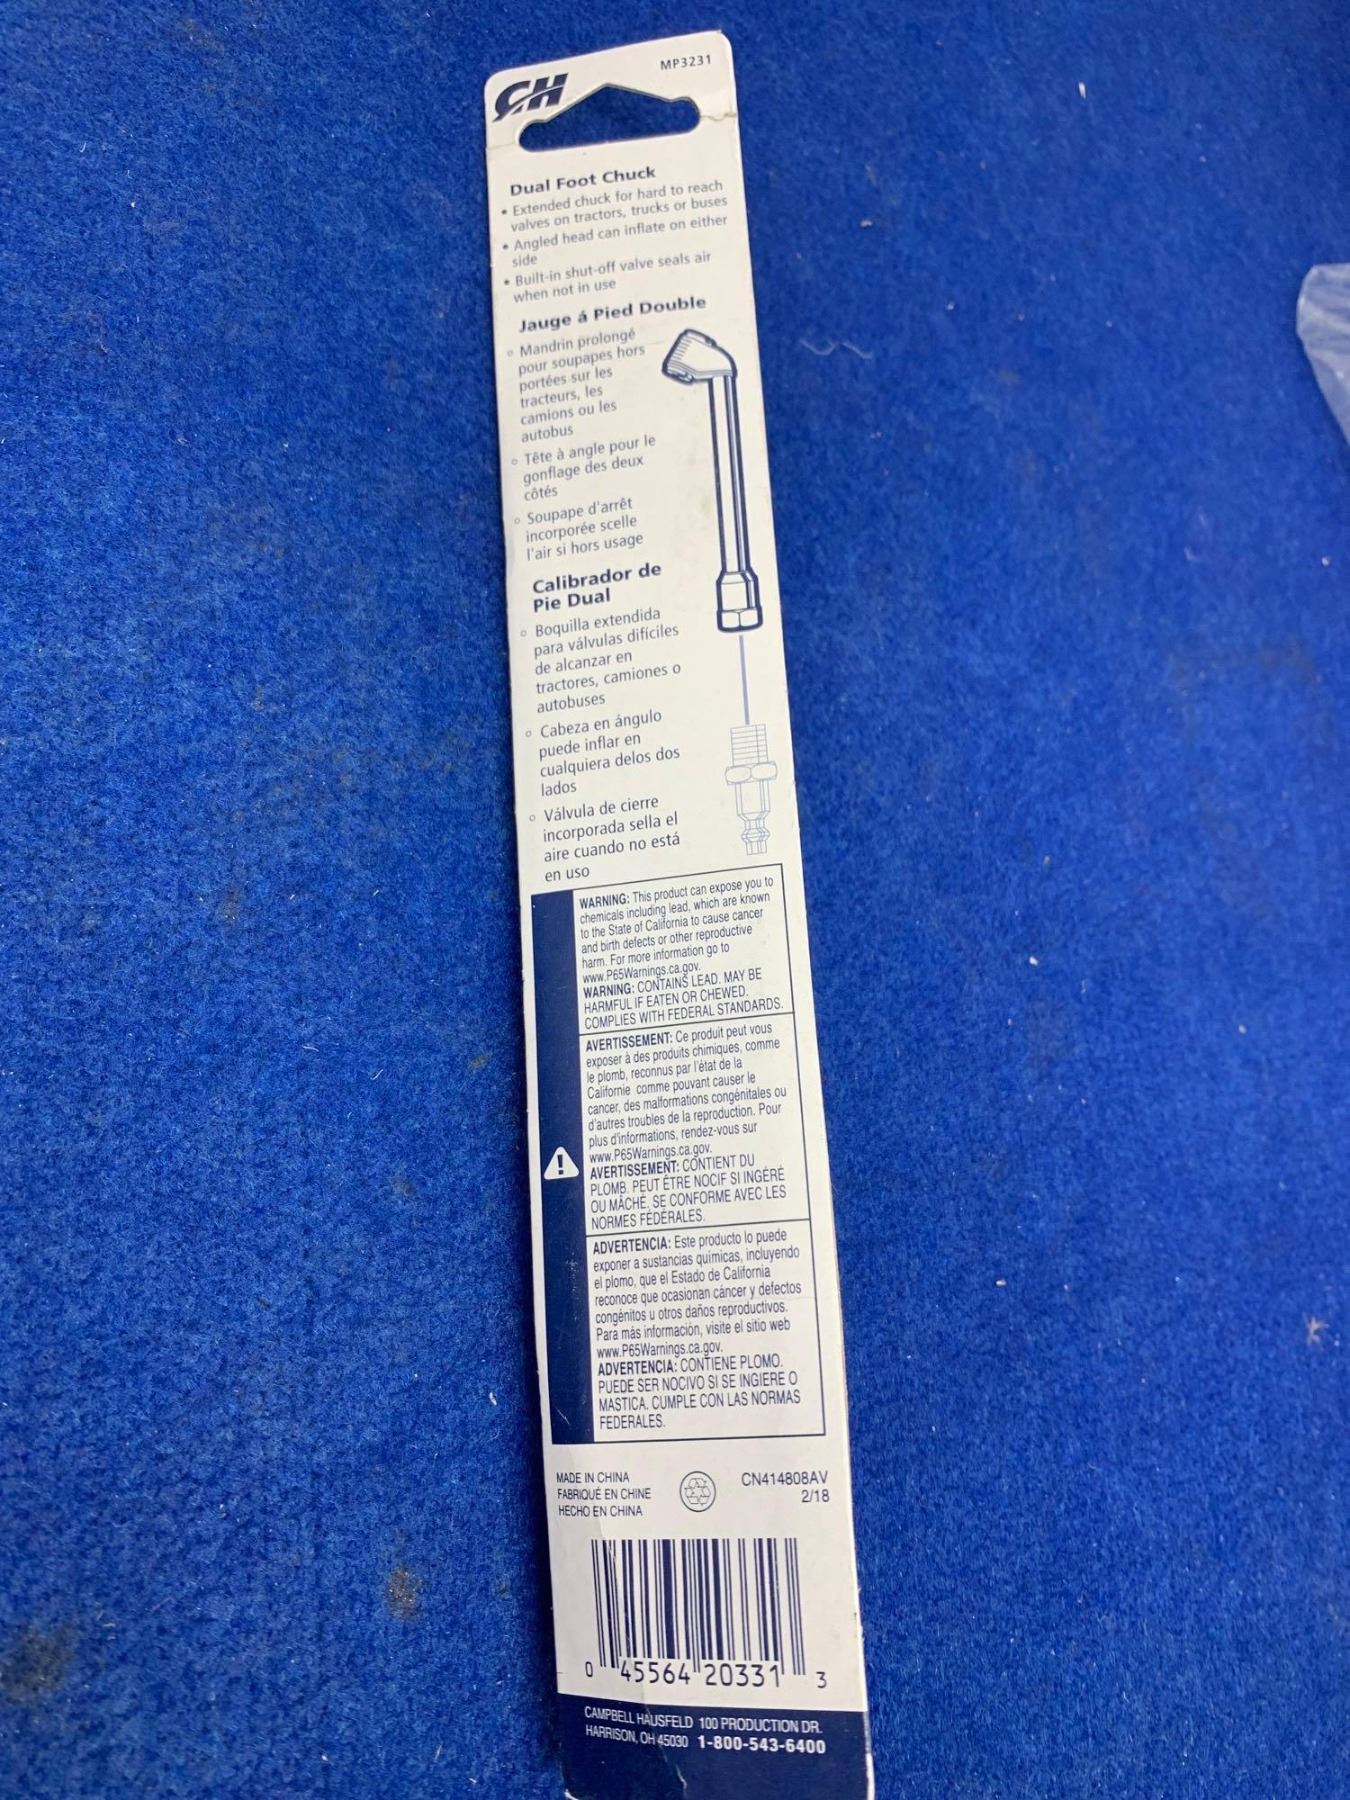 CH
MP3231
Dual Foot Chuck
• Extended chuck for hard to reach
valves on tractors, trucks or buses
• Angled head can inflate on either
side
• Built-in shut-off valve seals air
when not in use
Jauge á Pied Double
◦ Mandrin prolongé
pour soupapes hors
portées sur les
tracteurs, les
camions ou les
autobus
◦ Tête à angle pour le
gonflage des deux
côtés
◦ Soupape d'arrêt
incorporée scelle
l'air si hors usage
Calibrador de
Pie Dual
◦ Boquilla extendida
para válvulas difíciles
de alcanzar en
tractores, camiones o
autobuses
◦ Cabeza en ángulo
puede inflar en
cualquiera delos dos
lados
◦ Válvula de cierre
incorporada sella el
aire cuando no está
en uso
WARNING: This product can expose you to
chemicals including lead, which are known
to the State of California to cause cancer
and birth defects or other reproductive
harm. For more information go to
www.P65Warnings.ca.gov.
WARNING: CONTAINS LEAD. MAY BE
HARMFUL IF EATEN OR CHEWED.
COMPLIES WITH FEDERAL STANDARDS.
AVERTISSEMENT: Ce produit peut vous
exposer à des produits chimiques, comme
le plomb, reconnus par l'état de la
Californie comme pouvant causer le
cancer, des malformations congénitales ou
d'autres troubles de la reproduction. Pour
plus d'informations, rendez-vous sur
www.P65Warnings.ca.gov.
AVERTISSEMENT: CONTIENT DU
PLOMB. PEUT ÊTRE NOCIF SI INGÉRÉ
OU MÂCHÉ. SE CONFORME AVEC LES
NORMES FÉDÉRALES.
ADVERTENCIA: Este producto lo puede
exponer a sustancias químicas, incluyendo
el plomo, que el Estado de California
reconoce que ocasionan cáncer y defectos
congénitos u otros daños reproductivos.
Para más información, visite el sitio web
www.P65Warnings.ca.gov.
ADVERTENCIA: CONTIENE PLOMO.
PUEDE SER NOCIVO SI SE INGIERE O
MASTICA. CUMPLE CON LAS NORMAS
FEDERALES.
MADE IN CHINA
FABRIQUÉ EN CHINE
HECHO EN CHINA
CN414808AV
2/18
0 45564 20331 3
CAMPBELL HAUSFELD 100 PRODUCTION DR.
HARRISON, OH 45030 1-800-543-6400